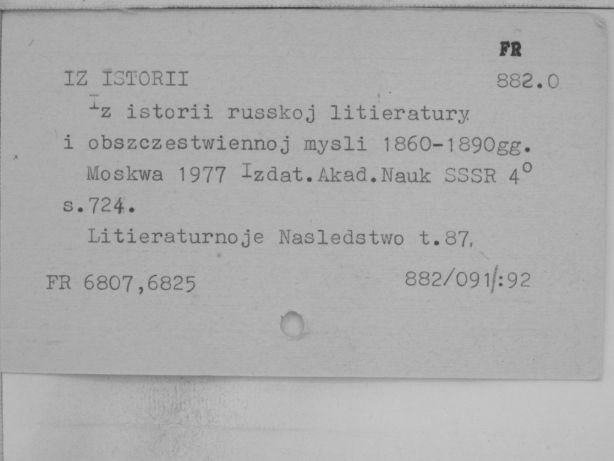 FR
IZ ISTORII 882.0
Iz istorii russkoj litieratury
i obszczestwiennoj mysli 1860-1890gg.
Moskwa 1977 Izdat.Akad.Nauk SSSR 4°
s.724.
Litieraturnoje Nasledstwo t.87.
FR 6807,6825 882/091/:92